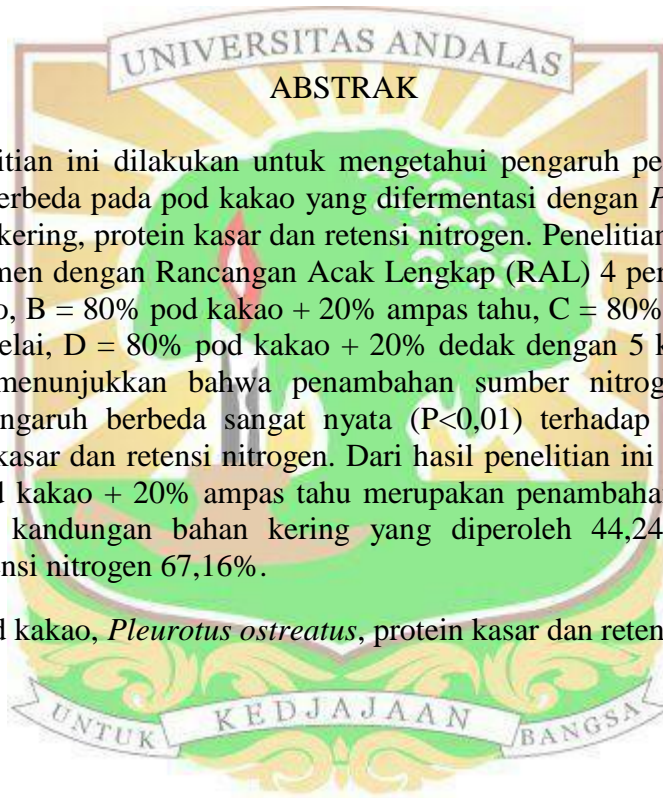 UNIVERSITAS ANDALAS
ABSTRAK
itian ini dilakukan untuk mengetahui pengaruh pe
erbeda pada pod kakao yang difermentasi dengan P
kering, protein kasar dan retensi nitrogen. Penelitian
men dengan Rancangan Acak Lengkap (RAL) 4 per
o, B = 80% pod kakao + 20% ampas tahu, C = 80%
elai, D = 80% pod kakao + 20% dedak dengan 5 k
menunjukkan bahwa penambahan sumber nitrog
ngaruh berbeda sangat nyata (P<0,01) terhadap
kasar dan retensi nitrogen. Dari hasil penelitian ini
d kakao + 20% ampas tahu merupakan penambahan
kandungan bahan kering yang diperoleh 44,24
ensi nitrogen 67,16%.
d kakao, Pleurotus ostreatus, protein kasar dan reten
UNTUK KEDJAJAAN BANGSA